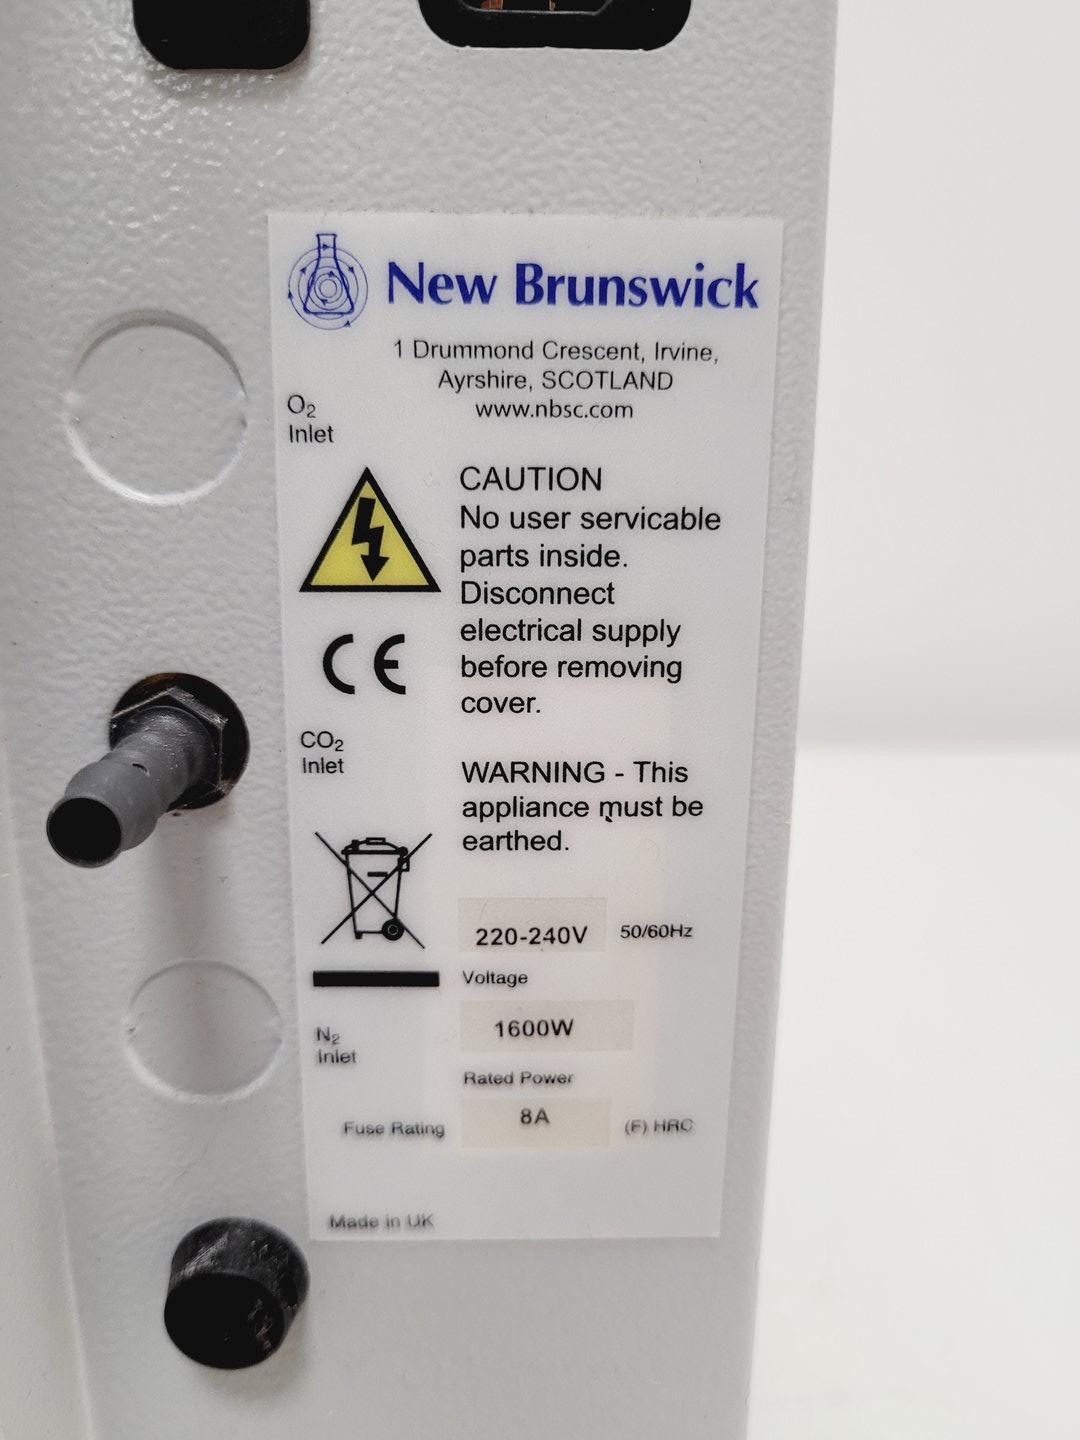 New Brunswick
1 Drummond Crescent, Irvine,
Ayrshire, SCOTLAND
www.nbsc.com
O₂
Inlet
CAUTION
No user servicable
parts inside.
Disconnect
electrical supply
before removing
cover.
CE
CO₂
Inlet
WARNING - This
appliance must be
earthed.
220-240V 50/60Hz
Voltage
1600W
N₂
Inlet
Rated Power
Fuse Rating 8A (F) HRC
Made in UK